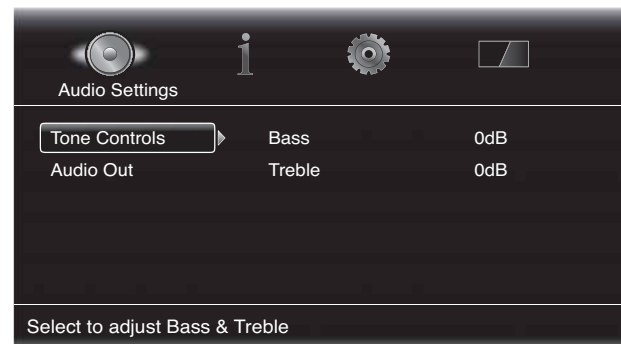 Audio Settings
Tone Controls Bass 0dB
Audio Out Treble 0dB
Select to adjust Bass & Treble